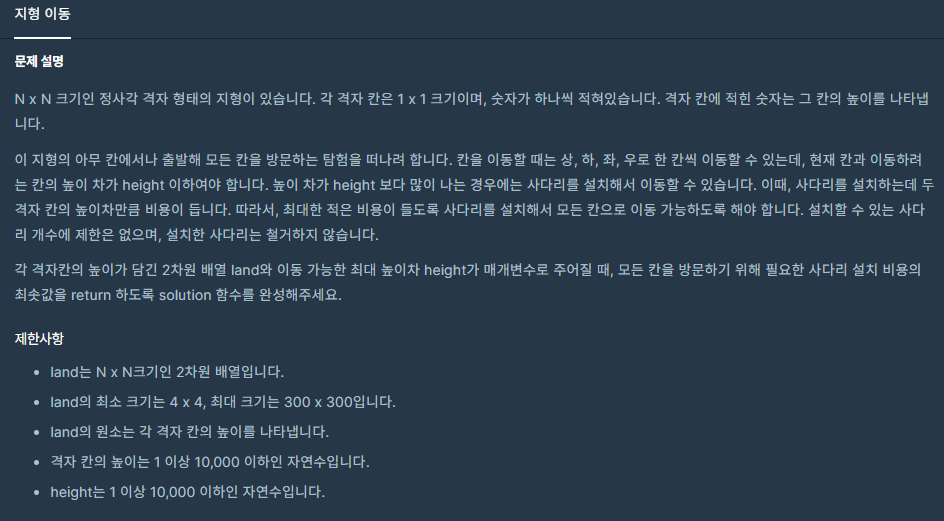 지형 이동
문제 설명
N x N 크기인 정사각 격자 형태의 지형이 있습니다. 각 격자 칸은 1 x 1 크기이며, 숫자가 하나씩 적혀있습니다. 격자 칸에 적힌 숫자는 그 칸의 높이를 나타냅
니다.
이 지형의 아무 칸에서나 출발해 모든 칸을 방문하는 탐험을 떠나려 합니다. 칸을 이동할 때는 상, 하, 좌, 우로 한 칸씩 이동할 수 있는데, 현재 칸과 이동하려
는 칸의 높이 차가 height 이하여야 합니다. 높이 차가 height 보다 많이 나는 경우에는 사다리를 설치해서 이동할 수 있습니다. 이때, 사다리를 설치하는데 두
격자 칸의 높이차만큼 비용이 듭니다. 따라서, 최대한 적은 비용이 들도록 사다리를 설치해서 모든 칸으로 이동 가능하도록 해야 합니다. 설치할 수 있는 사다
리 개수에 제한은 없으며, 설치한 사다리는 철거하지 않습니다.
각 격자칸의 높이가 담긴 2차원 배열 land와 이동 가능한 최대 높이차 height가 매개변수로 주어질 때, 모든 칸을 방문하기 위해 필요한 사다리 설치 비용의
최솟값을 return 하도록 solution 함수를 완성해주세요.
제한사항
• land는 N x N크기인 2차원 배열입니다.
• land의 최소 크기는 4 x 4, 최대 크기는 300 x 300입니다.
• land의 원소는 각 격자 칸의 높이를 나타냅니다.
• 격자 칸의 높이는 1 이상 10,000 이하인 자연수입니다.
• height는 1 이상 10,000 이하인 자연수입니다.